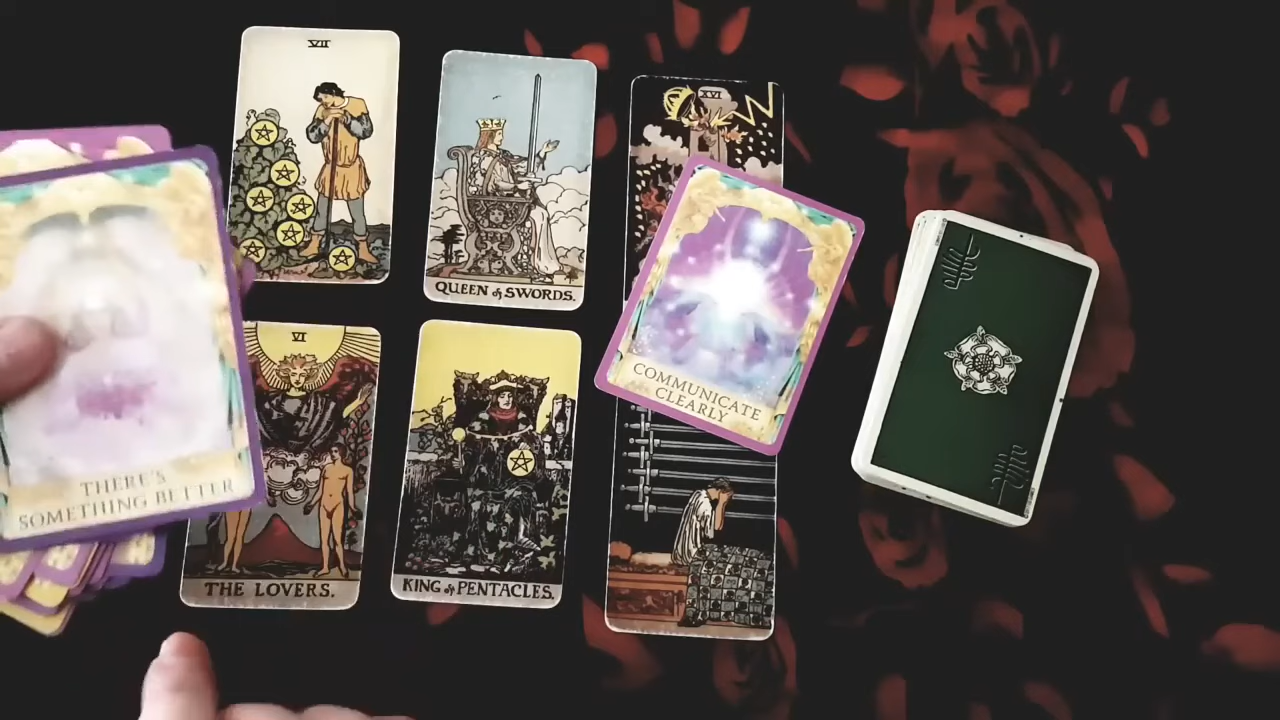 VII
QUEEN of SWORDS.
XVI
COMMUNICATE
CLEARLY
THERE'S
SOMETHING BETTER
VI
THE LOVERS.
KING of PENTACLES.